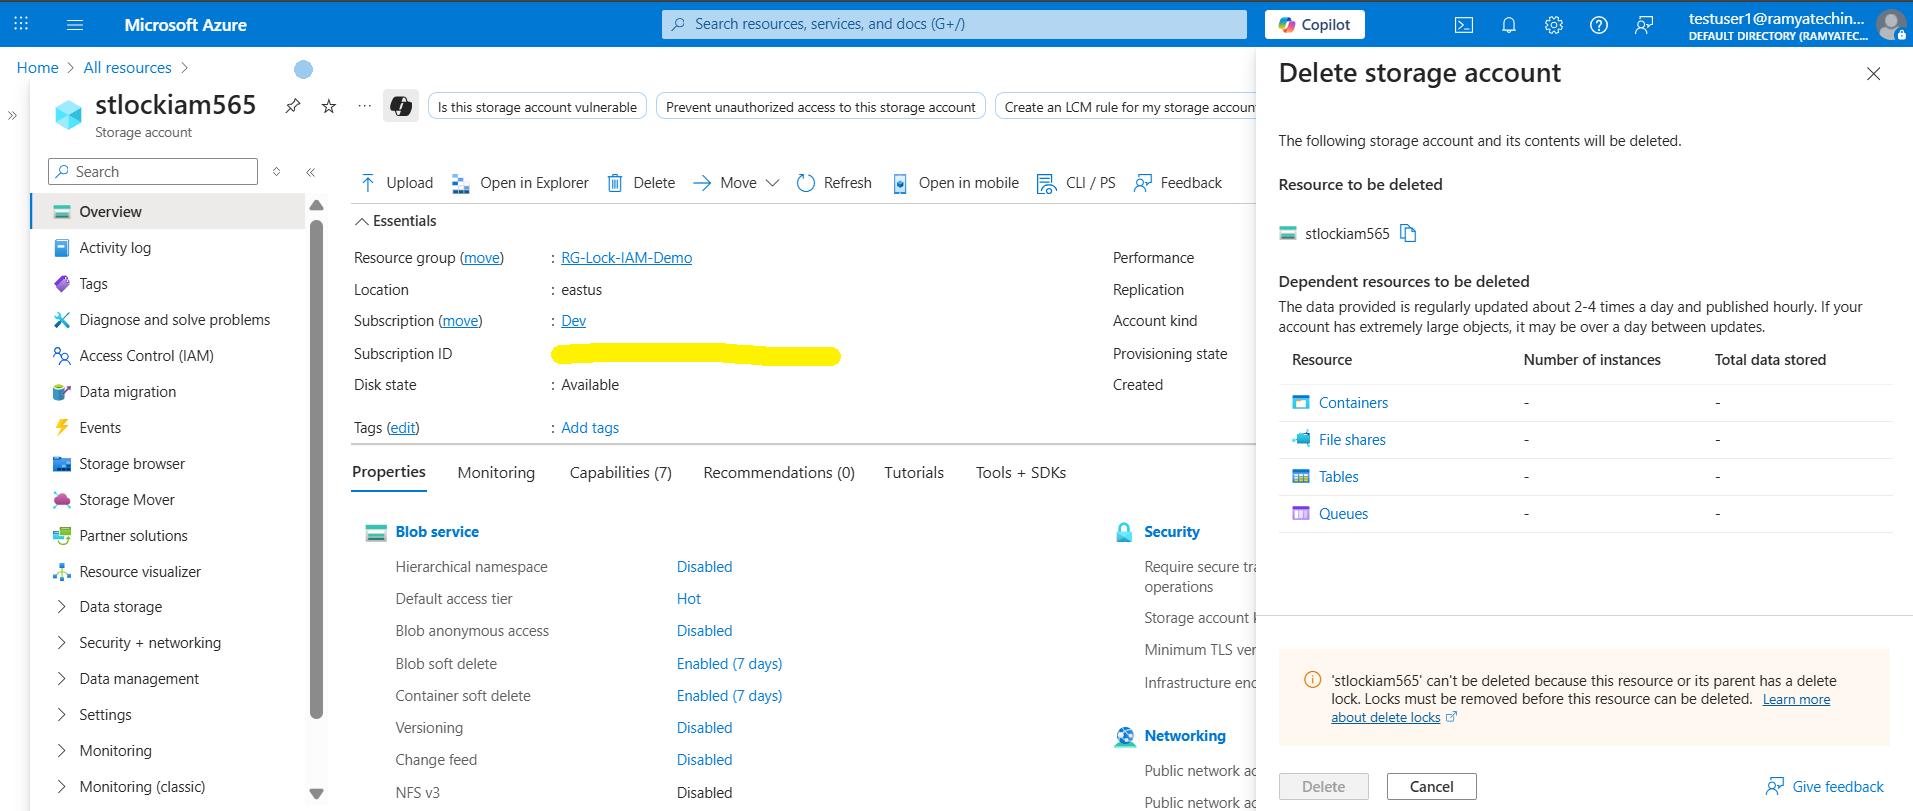 Microsoft Azure
Search resources, services, and docs (G+/)
Copilot
testuser1@ramyatechin...
DEFAULT DIRECTORY (RAMYATEC...
Home > All resources >
stlockiam565
Storage account
Is this storage account vulnerable
Prevent unauthorized access to this storage account
Create an LCM rule for my storage accoun
Search
Overview
Activity log
Tags
Diagnose and solve problems
Access Control (IAM)
Data migration
Events
Storage browser
Storage Mover
Partner solutions
Resource visualizer
Data storage
Security + networking
Data management
Settings
Monitoring
Monitoring (classic)
Upload
Open in Explorer
Delete
Move
Refresh
Open in mobile
CLI / PS
Feedback
Essentials
Resource group (move) : RG-Lock-IAM-Demo
Location : eastus
Subscription (move) : Dev
Subscription ID
Disk state : Available
Tags (edit) : Add tags
Performance
Replication
Account kind
Provisioning state
Created
Properties
Monitoring
Capabilities (7)
Recommendations (0)
Tutorials
Tools + SDKs
Blob service
Hierarchical namespace Disabled
Default access tier Hot
Blob anonymous access Disabled
Blob soft delete Enabled (7 days)
Container soft delete Enabled (7 days)
Versioning Disabled
Change feed Disabled
NFS v3 Disabled
Security
Require secure tra
operations
Storage account k
Minimum TLS ver
Infrastructure enc
Networking
Public network ac
Public network ac
Delete storage account
The following storage account and its contents will be deleted.
Resource to be deleted
stlockiam565
Dependent resources to be deleted
The data provided is regularly updated about 2-4 times a day and published hourly. If your
account has extremely large objects, it may be over a day between updates.
Resource Number of instances Total data stored
Containers - -
File shares - -
Tables - -
Queues - -
'stlockiam565' can't be deleted because this resource or its parent has a delete
lock. Locks must be removed before this resource can be deleted. Learn more
about delete locks
Delete
Cancel
Give feedback